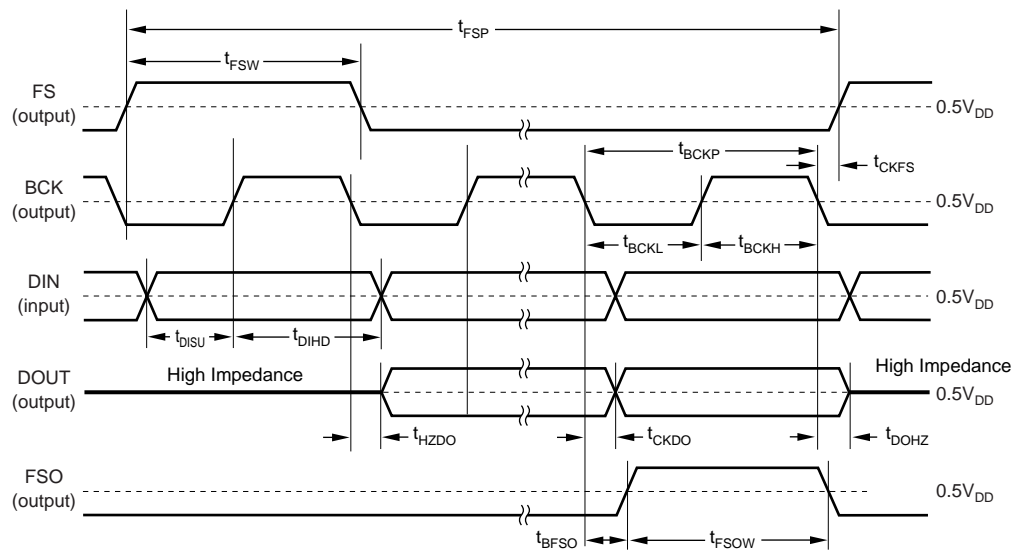 tFSP
tFSW
FS
(output)
0.5VDD
tBCKP
tCKFS
BCK
(output)
0.5VDD
tBCKL
tBCKH
DIN
(input)
0.5VDD
tDISU
tDIHD
DOUT
(output)
High Impedance
High Impedance
0.5VDD
tHZDO
tCKDO
tDOHZ
FSO
(output)
0.5VDD
tBFSO
tFSOW